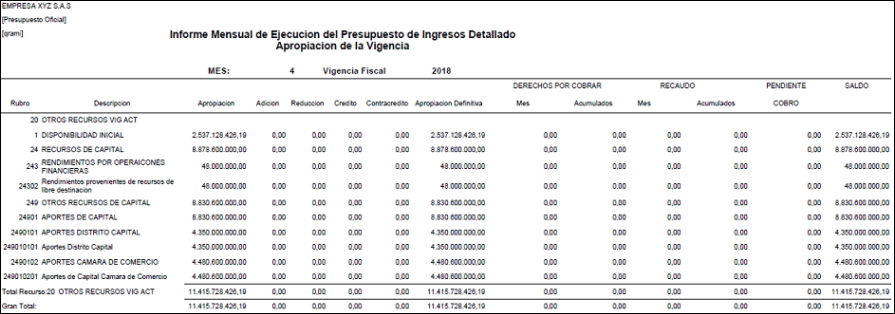 EMPRESA XYZ S.A.S
[Presupuesto Oficial]
[qrami]
Informe Mensual de Ejecucion del Presupuesto de Ingresos Detallado
Apropiacion de la Vigencia
MES: 4 Vigencia Fiscal 2018
DERECHOS POR COBRAR RECAUDO PENDIENTE SALDO
Rubro Descripcion Apropiacion Adicion Reduccion Credito Contracredito Apropiacion Definitiva Mes Acumulados Mes Acumulados COBRO
20 OTROS RECURSOS VIG ACT
1 DISPONIBILIDAD INICIAL 2.537.128.426,19 0,00 0,00 0,00 0,00 2.537.128.426,19 0,00 0,00 0,00 0,00 0,00 2.537.128.426,19
24 RECURSOS DE CAPITAL 8.878.600.000,00 0,00 0,00 0,00 0,00 8.878.600.000,00 0,00 0,00 0,00 0,00 0,00 8.878.600.000,00
243 RENDIMIENTOS POR OPERAICONES
FINANCIERAS 48.000.000,00 0,00 0,00 0,00 0,00 48.000.000,00 0,00 0,00 0,00 0,00 0,00 48.000.000,00
24302 Rendimientos provenientes de recursos de
libre destinacion 48.000.000,00 0,00 0,00 0,00 0,00 48.000.000,00 0,00 0,00 0,00 0,00 0,00 48.000.000,00
249 OTROS RECURSOS DE CAPITAL 8.830.600.000,00 0,00 0,00 0,00 0,00 8.830.600.000,00 0,00 0,00 0,00 0,00 0,00 8.830.600.000,00
24901 APORTES DE CAPITAL 8.830.600.000,00 0,00 0,00 0,00 0,00 8.830.600.000,00 0,00 0,00 0,00 0,00 0,00 8.830.600.000,00
2490101 APORTES DISTRITO CAPITAL 4.350.000.000,00 0,00 0,00 0,00 0,00 4.350.000.000,00 0,00 0,00 0,00 0,00 0,00 4.350.000.000,00
249010101 Aportes Distrito Capital 4.350.000.000,00 0,00 0,00 0,00 0,00 4.350.000.000,00 0,00 0,00 0,00 0,00 0,00 4.350.000.000,00
2490102 APORTES CAMARA DE COMERCIO 4.480.600.000,00 0,00 0,00 0,00 0,00 4.480.600.000,00 0,00 0,00 0,00 0,00 0,00 4.480.600.000,00
249010201 Aportes de Capital Camara de Comercio 4.480.600.000,00 0,00 0,00 0,00 0,00 4.480.600.000,00 0,00 0,00 0,00 0,00 0,00 4.480.600.000,00
Total Recurso:20 OTROS RECURSOS VIG ACT 11.415.728.426,19 0,00 0,00 0,00 0,00 11.415.728.426,19 0,00 0,00 0,00 0,00 0,00 11.415.728.426,19
Gran Total: 11.415.728.426,19 0,00 0,00 0,00 0,00 11.415.728.426,19 0,00 0,00 0,00 0,00 0,00 11.415.728.426,19